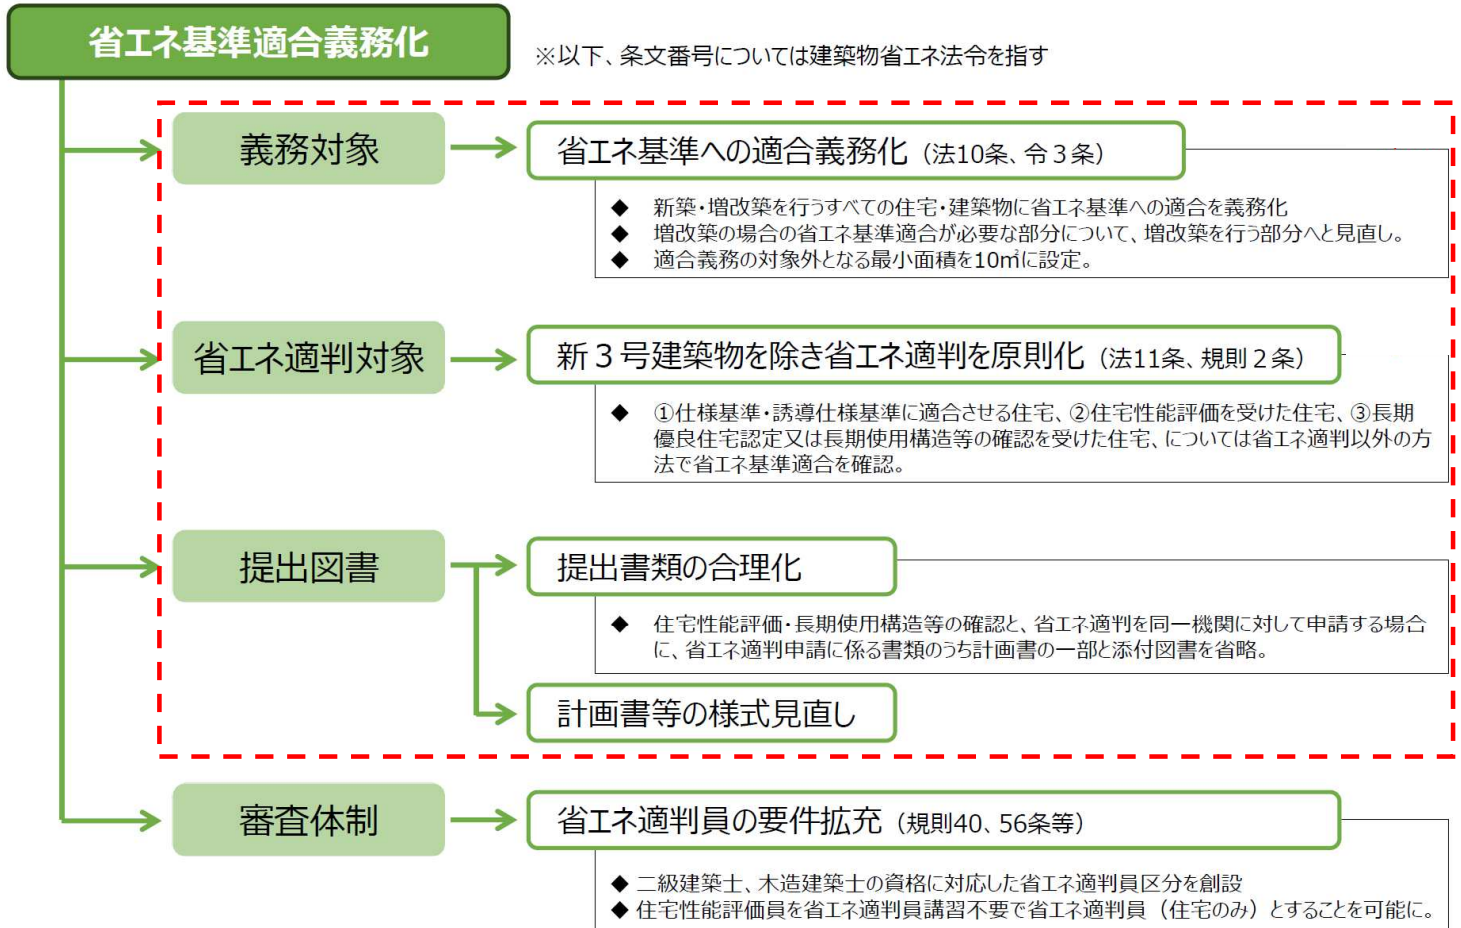 省エネ基準適合義務化
※以下、条文番号については建築物省エネ法令を指す
義務対象
省エネ基準への適合義務化（法10条、令３条）
◆ 新築・増改築を行うすべての住宅・建築物に省エネ基準への適合を義務化
◆ 増改築の場合の省エネ基準適合が必要な部分について、増改築を行う部分へと見直し。
◆ 適合義務の対象外となる最小面積を10㎡に設定。
省エネ適判対象
新３号建築物を除き省エネ適判を原則化（法11条、規則２条）
◆ ①仕様基準・誘導仕様基準に適合させる住宅、②住宅性能評価を受けた住宅、③長期
優良住宅認定又は長期使用構造等の確認を受けた住宅、については省エネ適判以外の方
法で省エネ基準適合を確認。
提出図書
提出書類の合理化
◆ 住宅性能評価・長期使用構造等の確認と、省エネ適判を同一機関に対して申請する場合
に、省エネ適判申請に係る書類のうち計画書の一部と添付図書を省略。
計画書等の様式見直し
審査体制
省エネ適判員の要件拡充（規則40、56条等）
◆ 二級建築士、木造建築士の資格に対応した省エネ適判員区分を創設
◆ 住宅性能評価員を省エネ適判員講習不要で省エネ適判員（住宅のみ）とすることを可能に。